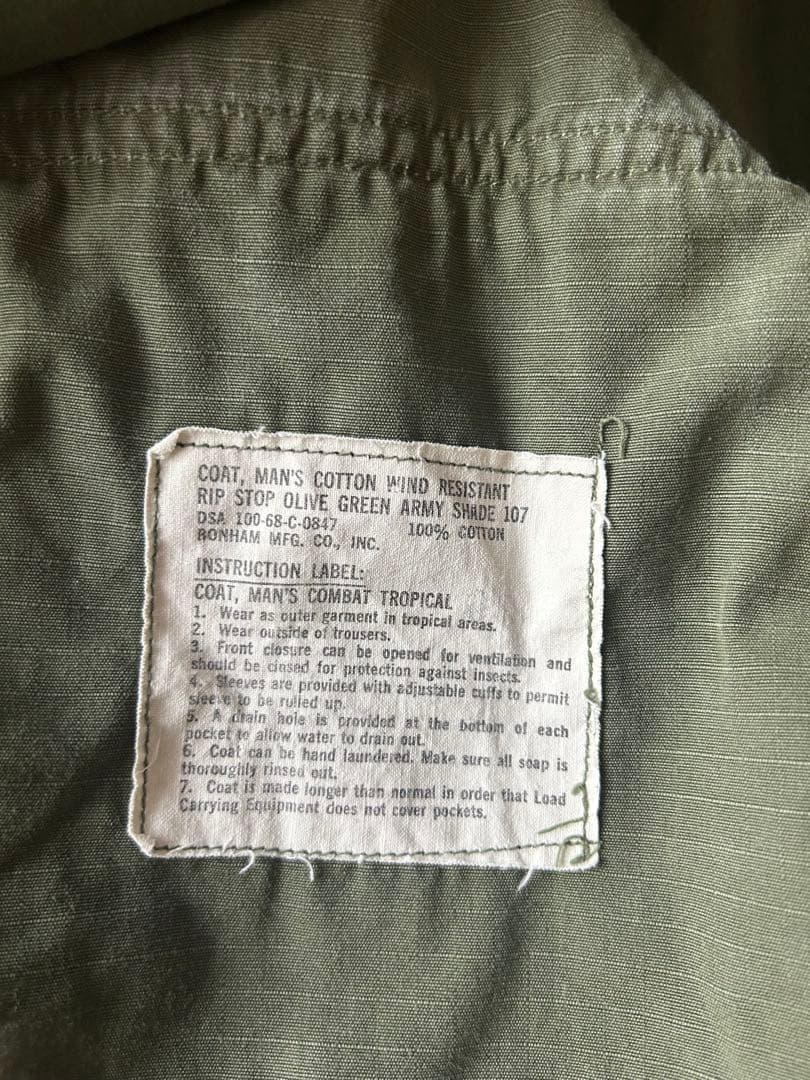 COAT, MAN'S COTTON WIND RESISTANT
RIP STOP OLIVE GREEN ARMY SHADE 107
DSA 100-68-C-0847 100% COTTON
BONHAM MFG. CO., INC.
INSTRUCTION LABEL:
COAT, MAN'S COMBAT TROPICAL
1. Wear as outer garment in tropical areas.
2. Wear outside of trousers.
3. Front closure can be opened for ventilation and
should be closed for protection against insects.
4. Sleeves are provided with adjustable cuffs to permit
sleeve to be rolled up.
5. A drain hole is provided at the bottom of each
pocket to allow water to drain out.
6. Coat can be hand laundered. Make sure all soap is
thoroughly rinsed out.
7. Coat is made longer than normal in order that Load
Carrying Equipment does not cover pockets.